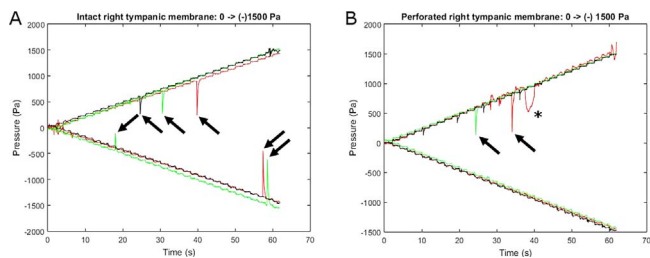 A
Intact right tympanic membrane: 0 -> (-)1500 Pa
2000
1500
1000
500
0
-500
-1000
-1500
-2000
Pressure (Pa)
0 10 20 30 40 50 60 70
Time (s)
B
Perforated right tympanic membrane: 0 -> (-) 1500 Pa
2000
1500
1000
500
0
-500
-1000
-1500
Pressure (Pa)
*
0 10 20 30 40 50 60 70
Time (s)